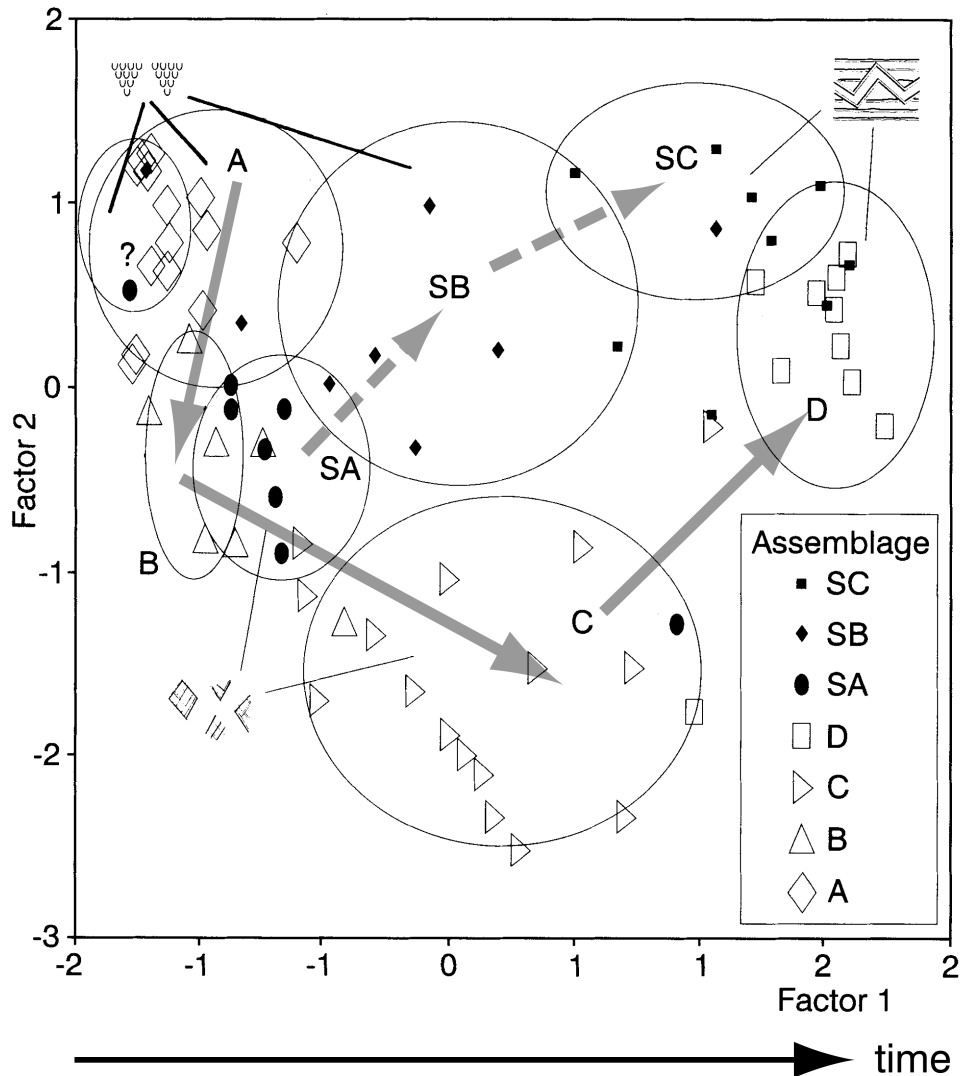 2
A
SC
1
?
SB
0
D
SA
Factor 2
B
-1
C
-2
-3
Assemblage
SC
SB
SA
D
C
B
A
-2 -1 -1 0 1 1 2 2
Factor 1
time